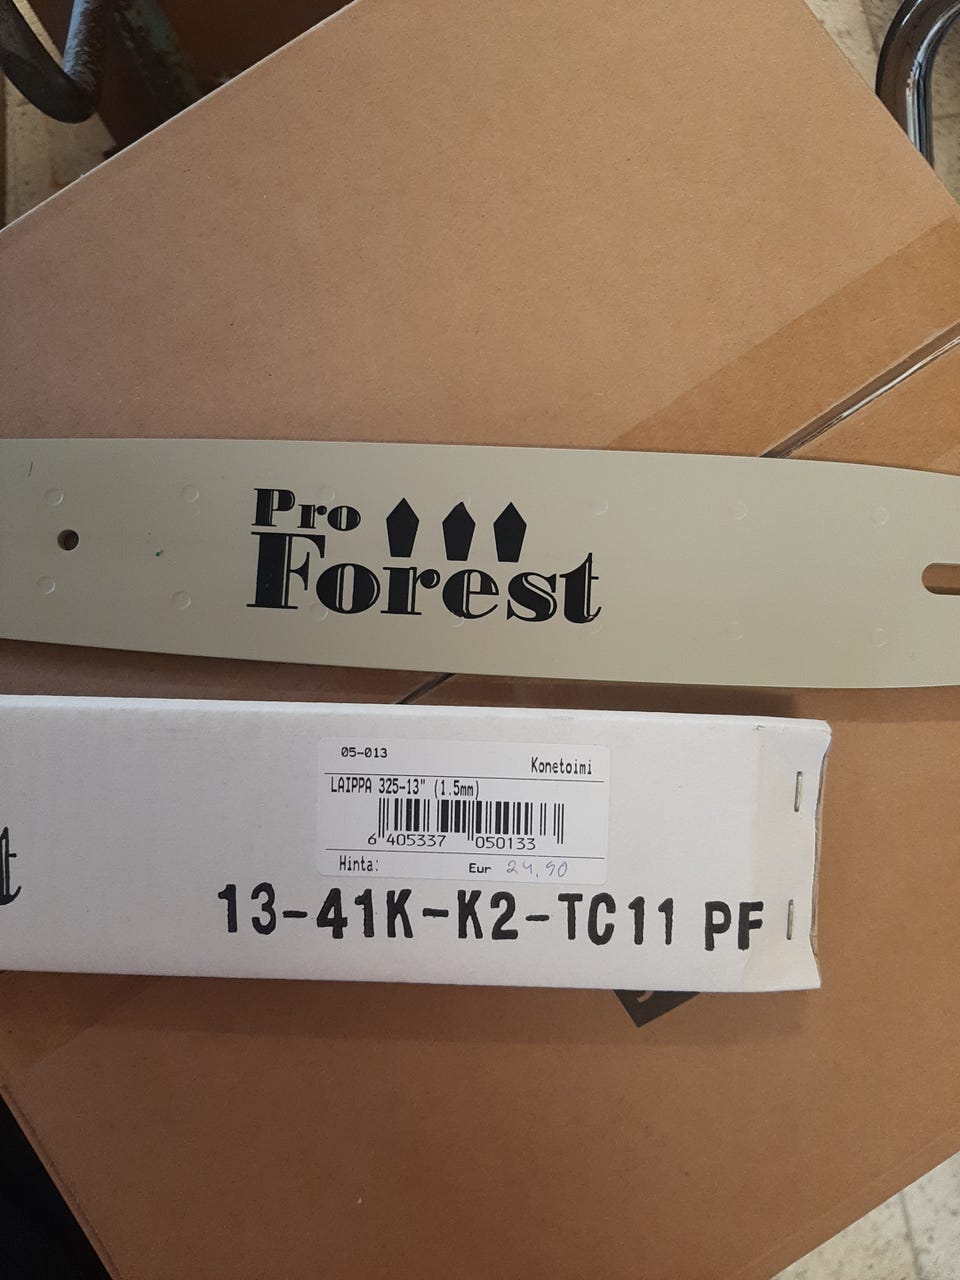 Pro
Forest
05-013
Konetoimi
LAIPPA 325-13" (1.5mm)
6 405337 050133
Hinta: Eur 24,90
t
13-41K-K2-TC11 PF